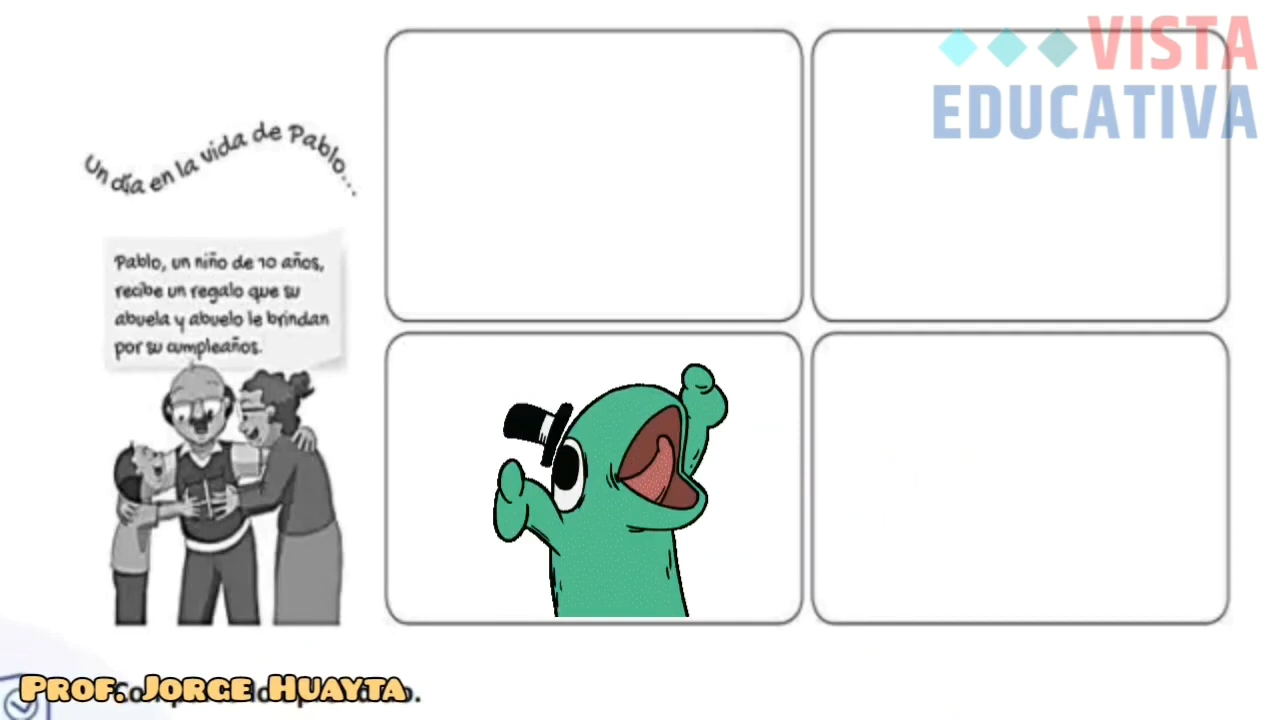 VISTA
EDUCATIVA
Un día en la vida de Pablo...
Pablo, un niño de 10 años,
recibe un regalo que su
abuela y abuelo le brindan
por su cumpleaños.
PROF. JORGE HUAYTA